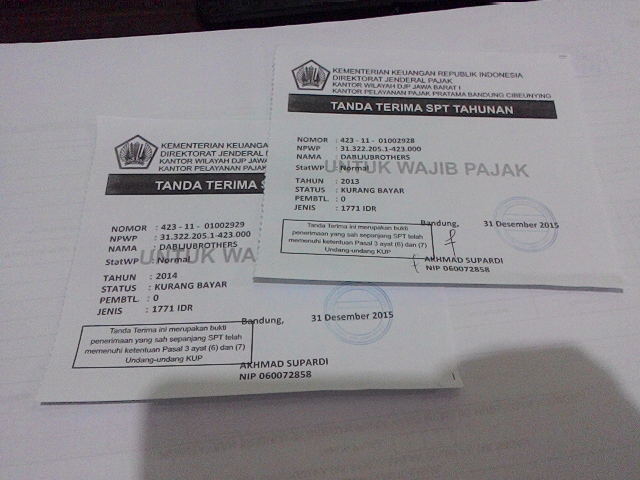 KEMENTERIAN KEUANGAN REPUBLIK INDONESIA
DIREKTORAT JENDERAL PAJAK
KANTOR WILAYAH DJP JAWA BARAT I
KANTOR PELAYANAN PAJAK PRATAMA BANDUNG CIBEUNYING
TANDA TERIMA SPT TAHUNAN
NOMOR : 423 - 11 - 01002928
NPWP : 31.322.205.1-423.000
NAMA : DABLJUBROTHERS
StatWP : Normal
UNTUK WAJIB PAJAK
TAHUN : 2013
STATUS : KURANG BAYAR
PEMBTL. : 0
JENIS : 1771 IDR
Tanda Terima ini merupakan bukti
penerimaan yang sah sepanjang SPT telah
memenuhi ketentuan Pasal 3 ayat (6) dan (7)
Undang-undang KUP
Bandung, 31 Desember 2015
AKHMAD SUPARDI
NIP 060072858
KEMENTERIAN KEUANGAN
DIREKTORAT JENDERAL
KANTOR WILAYAH DJP JAWA
KANTOR PELAYANAN PAJAK
TANDA TERIMA S
NOMOR : 423 - 11 - 01002929
NPWP : 31.322.205.1-423.000
NAMA : DABLJUBROTHERS
StatWP : Normal
UNTUK WA
TAHUN : 2014
STATUS : KURANG BAYAR
PEMBTL. : 0
JENIS : 1771 IDR
Tanda Terima ini merupakan bukti
penerimaan yang sah sepanjang SPT telah
memenuhi ketentuan Pasal 3 ayat (6) dan (7)
Undang-undang KUP
Bandung, 31 Desember 2015
AKHMAD SUPARDI
NIP 060072858